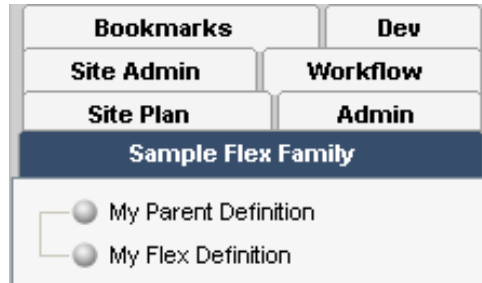 Bookmarks Dev
Site Admin Workflow
Site Plan Admin
Sample Flex Family
My Parent Definition
My Flex Definition